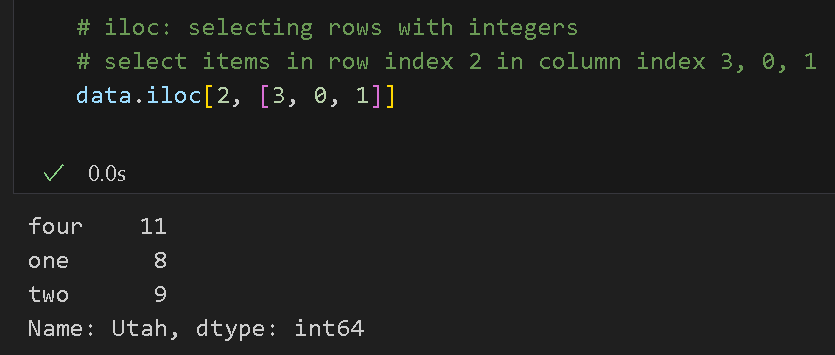 # iloc: selecting rows with integers
# select items in row index 2 in column index 3, 0, 1
data.iloc[2, [3, 0, 1]]
0.0s
four 11
one 8
two 9
Name: Utah, dtype: int64